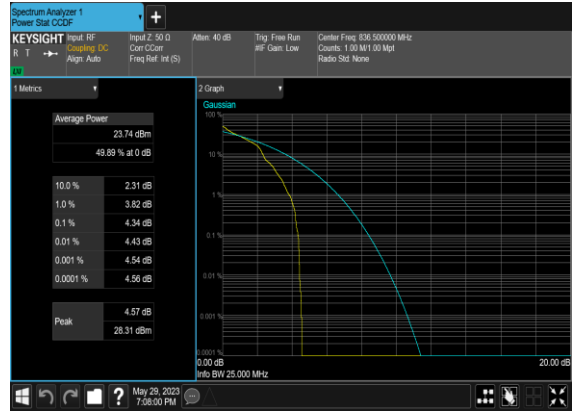 Spectrum Analyzer 1
Power Stat CCDF
KEYSIGHT
R T
LW
Input: RF
Coupling: DC
Align: Auto
Input Z: 50 Ω
Corr CCorr
Freq Ref: Int (S)
Atten: 40 dB
Trig: Free Run
#IF Gain: Low
Center Freq: 836.500000 MHz
Counts: 1.00 M/1.00 Mpt
Radio Std: None
1 Metrics
Average Power
23.74 dBm
49.89 % at 0 dB
10.0 % 2.31 dB
1.0 % 3.82 dB
0.1 % 4.34 dB
0.01 % 4.43 dB
0.001 % 4.54 dB
0.0001 % 4.56 dB
Peak
4.57 dB
28.31 dBm
2 Graph
Gaussian
100 %
10 %
1 %
0.1 %
0.01 %
0.001 %
0.0001 %
0.00 dB
20.00 dB
Info BW 25.000 MHz
?
May 29, 2023
7:08:00 PM